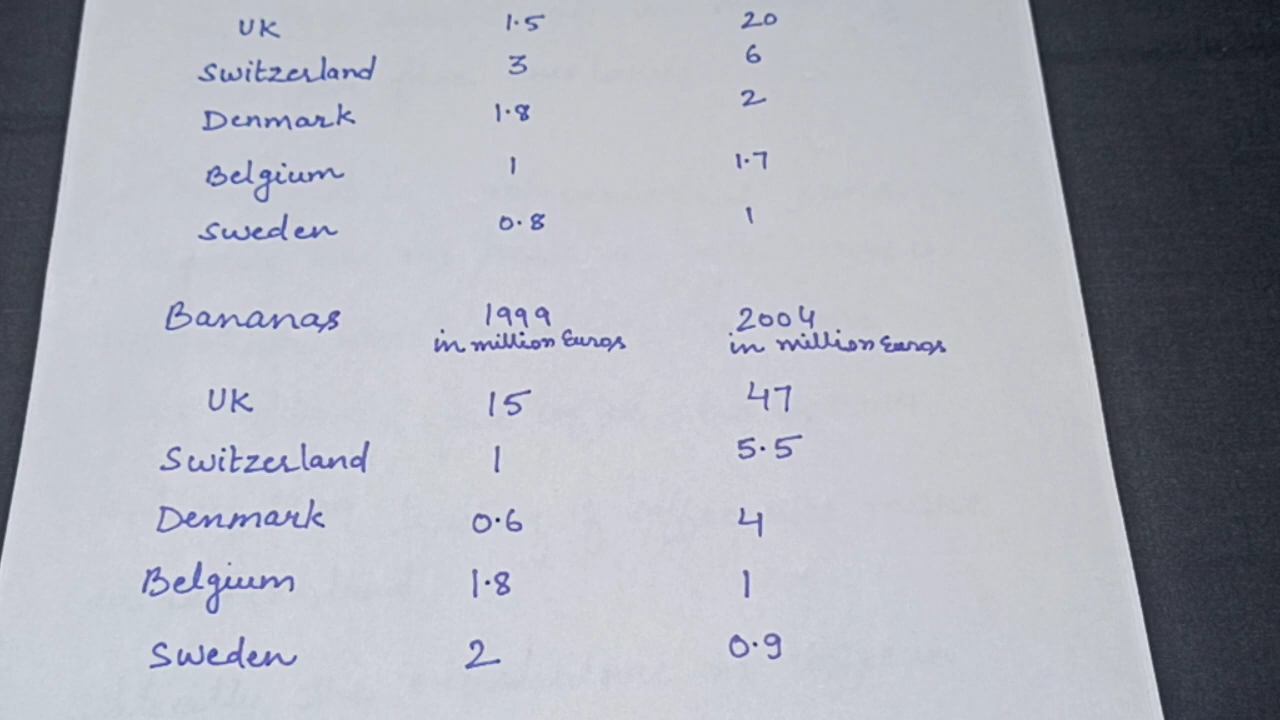 UK 1.5 20
Switzerland 3 6
Denmark 1.8 2
Belgium 1 1.7
Sweden 0.8 1
Bananas 1999 2004
in million Euros in million Euros
UK 15 47
Switzerland 1 5.5
Denmark 0.6 4
Belgium 1.8 1
Sweden 2 0.9